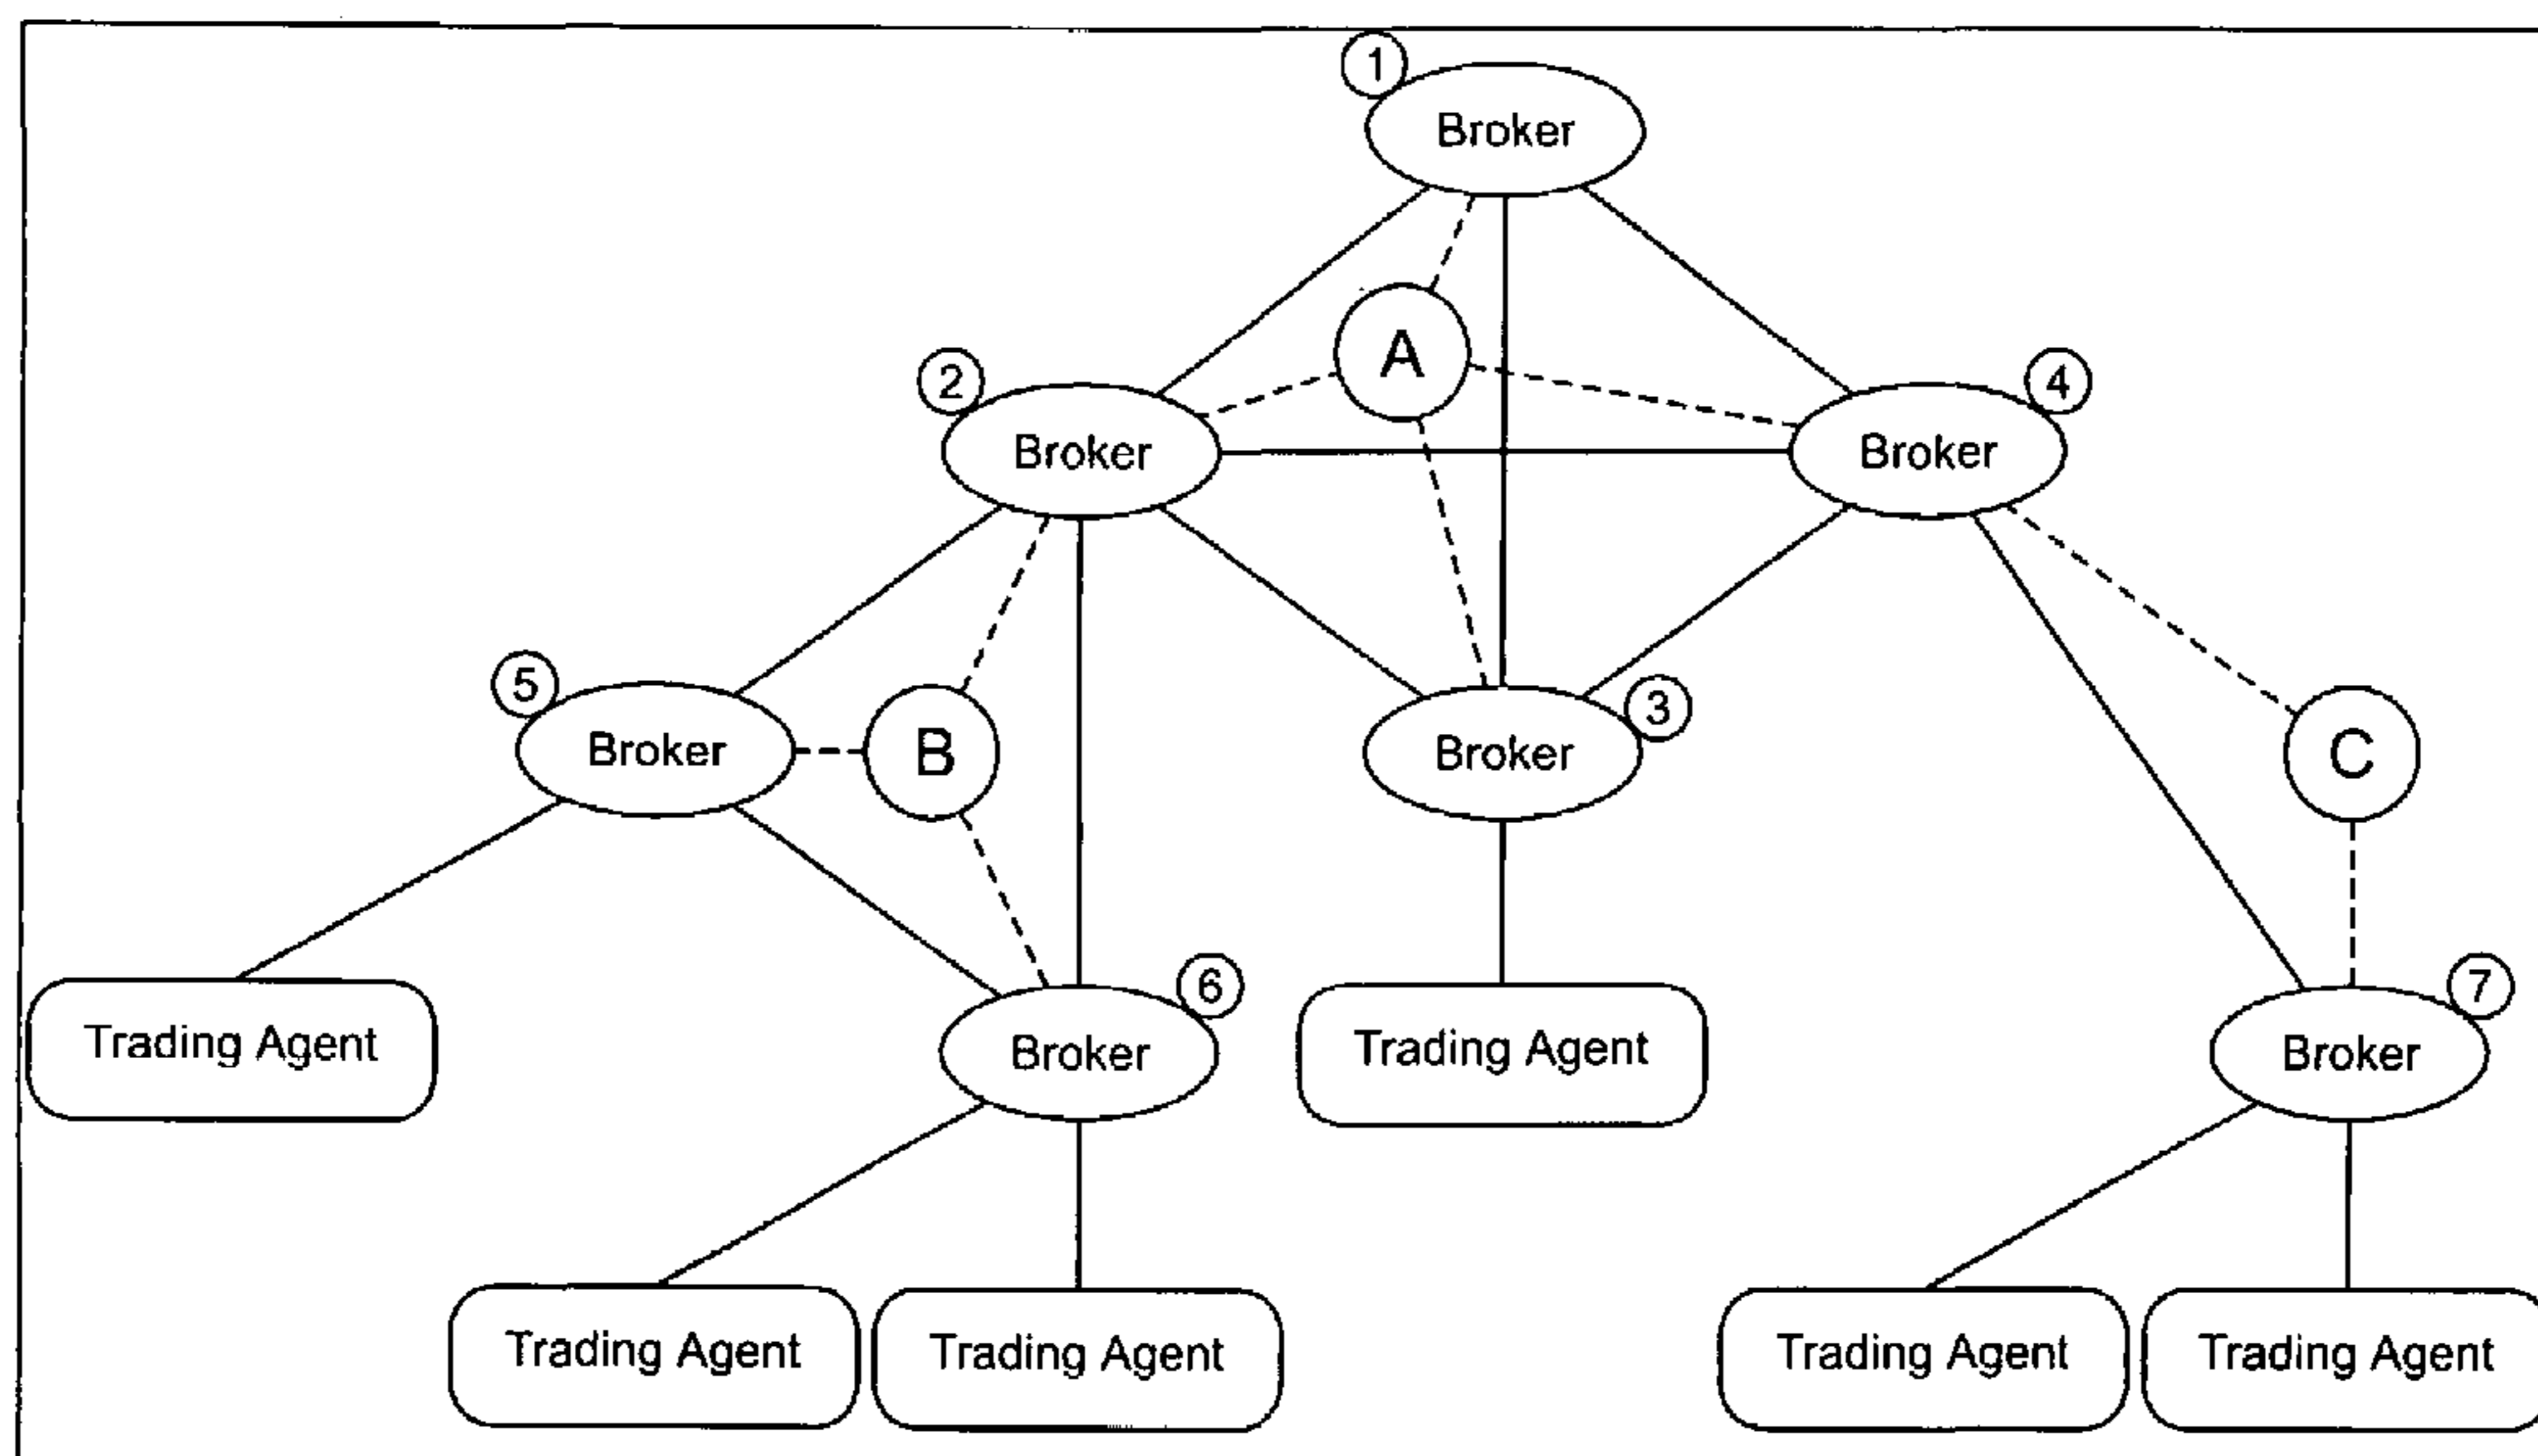 1
Broker
A
2
4
Broker
Broker
5
3
Broker
B
Broker
C
6
7
Trading Agent
Broker
Trading Agent
Broker
Trading Agent
Trading Agent
Trading Agent
Trading Agent